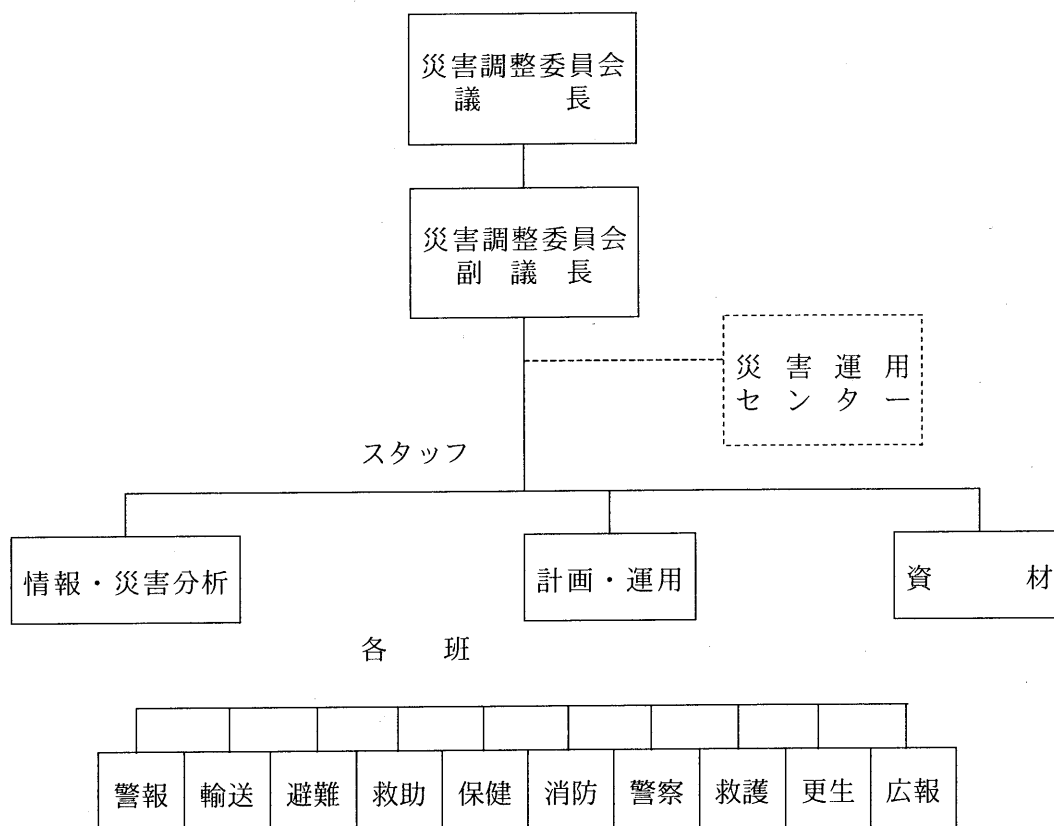 災害調整委員会
議長
災害調整委員会
副議長
災害運用
センター
スタッフ
情報・災害分析
計画・運用
資材
各班
警報
輸送
避難
救助
保健
消防
警察
救護
更生
広報